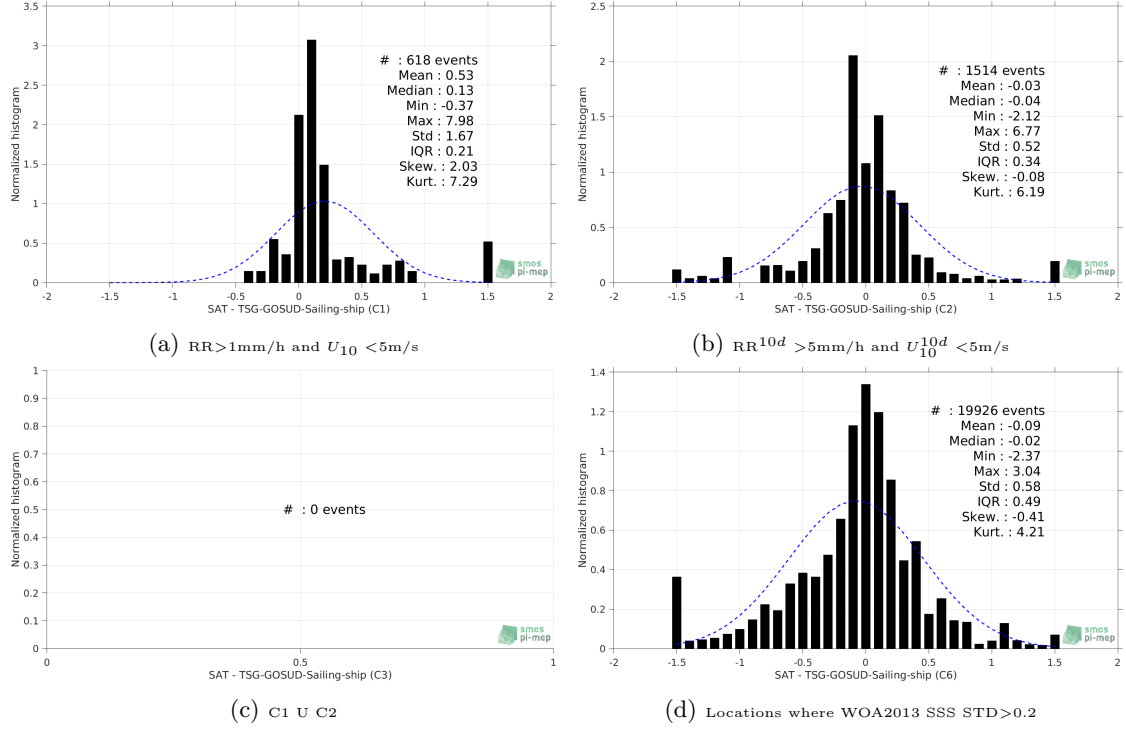 3.5
3
2.5
2
1.5
1
0.5
0
-2
-1.5
-1
-0.5
0
0.5
1
1.5
2
Normalized histogram
SAT - TSG-GOSUD-Sailing-ship (C1)
# : 618 events
Mean : 0.53
Median : 0.13
Min : -0.37
Max : 7.98
Std : 1.67
IQR : 0.21
Skew. : 2.03
Kurt. : 7.29
smos
pi-mep
(a) RR>1mm/h and U10 <5m/s
2.5
2
1.5
1
0.5
0
-2
-1.5
-1
-0.5
0
0.5
1
1.5
2
Normalized histogram
SAT - TSG-GOSUD-Sailing-ship (C2)
# : 1514 events
Mean : -0.03
Median : -0.04
Min : -2.12
Max : 6.77
Std : 0.52
IQR : 0.34
Skew. : -0.08
Kurt. : 6.19
smos
pi-mep
(b) RR^10d >5mm/h and U10^10d <5m/s
1
0.9
0.8
0.7
0.6
0.5
0.4
0.3
0.2
0.1
0
0
0.5
1
Normalized histogram
SAT - TSG-GOSUD-Sailing-ship (C3)
# : 0 events
smos
pi-mep
(c) C1 U C2
1.4
1.2
1
0.8
0.6
0.4
0.2
0
-2
-1.5
-1
-0.5
0
0.5
1
1.5
2
Normalized histogram
SAT - TSG-GOSUD-Sailing-ship (C6)
# : 19926 events
Mean : -0.09
Median : -0.02
Min : -2.37
Max : 3.04
Std : 0.58
IQR : 0.49
Skew. : -0.41
Kurt. : 4.21
smos
pi-mep
(d) Locations where WOA2013 SSS STD>0.2